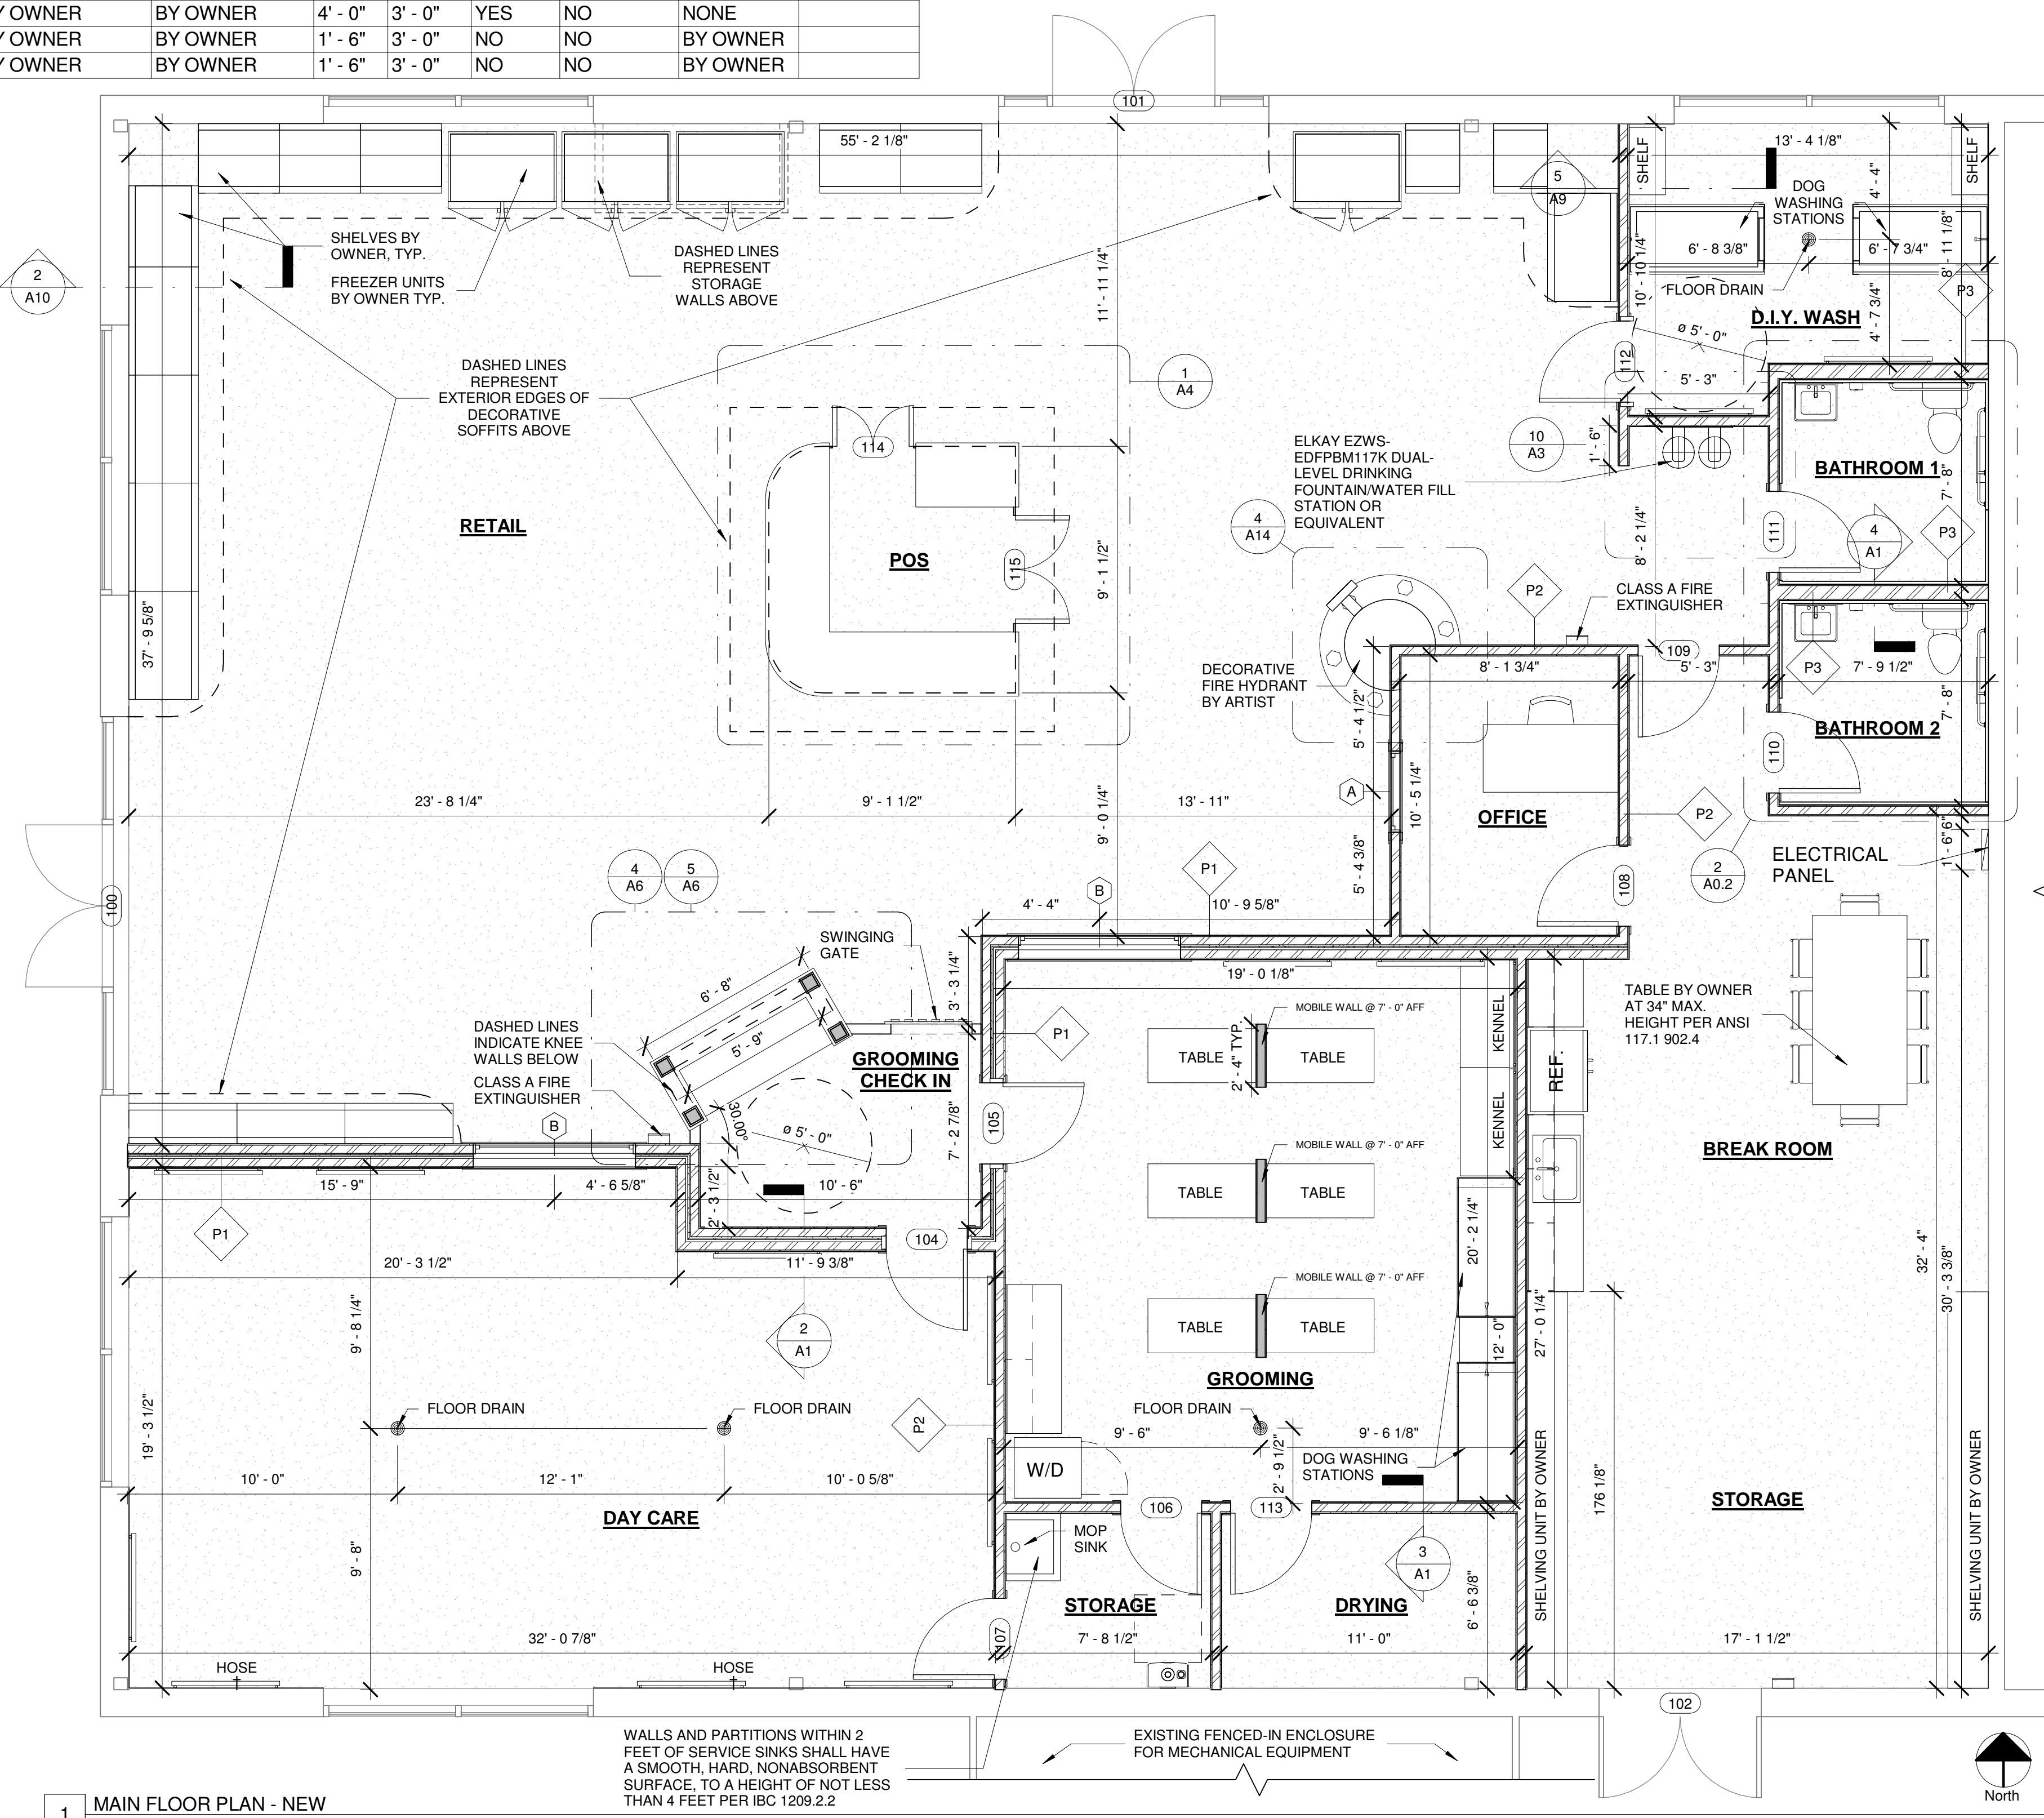 Y OWNER BY OWNER 4' - 0" 3' - 0" YES NO NONE
Y OWNER BY OWNER 1' - 6" 3' - 0" NO NO BY OWNER
Y OWNER BY OWNER 1' - 6" 3' - 0" NO NO BY OWNER
101
55' - 2 1/8"
13' - 4 1/8"
SHELF
SHELF
5
A9
DOG
WASHING
STATIONS
4' - 4"
8' - 11 1/8"
6' - 8 3/8"
6' - 7 3/4"
10' - 10 1/4"
FLOOR DRAIN
P3
D.I.Y. WASH
4' - 7 3/4"
ø 5' - 0"
112
5' - 3"
2
A10
SHELVES BY
OWNER, TYP.
FREEZER UNITS
BY OWNER TYP.
DASHED LINES
REPRESENT
STORAGE
WALLS ABOVE
11' - 11 1/4"
DASHED LINES
REPRESENT
EXTERIOR EDGES OF
DECORATIVE
SOFFITS ABOVE
1
A4
114
10
A3
1' - 6"
ELKAY EZWS-
EDFPBM117K DUAL-
LEVEL DRINKING
FOUNTAIN/WATER FILL
STATION OR
EQUIVALENT
BATHROOM 1
7' - 8"
RETAIL
POS
115
9' - 1 1/2"
4
A14
8' - 2 1/4"
111
4
A1
P3
P2
CLASS A FIRE
EXTINGUISHER
37' - 9 5/8"
DECORATIVE
FIRE HYDRANT
BY ARTIST
109
8' - 1 3/4"
5' - 3"
P3
7' - 9 1/2"
7' - 8"
BATHROOM 2
110
5' - 4 1/2"
A
10' - 5 1/4"
23' - 8 1/4"
9' - 1 1/2"
13' - 11"
9' - 0 1/4"
OFFICE
P2
5' - 4 3/8"
108
2
A0.2
6"
1' - 6"
ELECTRICAL
PANEL
100
4
A6
5
A6
P1
B
4' - 4"
10' - 9 5/8"
SWINGING
GATE
6' - 8"
5' - 9"
3' - 3 1/4"
19' - 0 1/8"
DASHED LINES
INDICATE KNEE
WALLS BELOW
CLASS A FIRE
EXTINGUISHER
GROOMING
CHECK IN
P1
MOBILE WALL @ 7' - 0" AFF
TABLE
TABLE
2' - 4" TYP.
KENNEL
KENNEL
REF.
TABLE BY OWNER
AT 34" MAX.
HEIGHT PER ANSI
117.1 902.4
B
30.00°
ø 5' - 0"
7' - 2 7/8"
105
MOBILE WALL @ 7' - 0" AFF
TABLE
TABLE
BREAK ROOM
15' - 9"
4' - 6 5/8"
2' - 3 1/2"
10' - 6"
P1
104
20' - 2 1/4"
32' - 4"
30' - 3 3/8"
20' - 3 1/2"
11' - 9 3/8"
MOBILE WALL @ 7' - 0" AFF
TABLE
TABLE
9' - 8 1/4"
2
A1
12' - 0"
27' - 0 1/4"
GROOMING
19' - 3 1/2"
FLOOR DRAIN
FLOOR DRAIN
P2
FLOOR DRAIN
9' - 6"
9' - 6 1/8"
2' - 9 1/2"
DOG WASHING
STATIONS
W/D
10' - 0"
12' - 1"
10' - 0 5/8"
SHELVING UNIT BY OWNER
176 1/8"
STORAGE
SHELVING UNIT BY OWNER
DAY CARE
106
113
MOP
SINK
9' - 8"
3
A1
6' - 6 3/8"
STORAGE
DRYING
107
32' - 0 7/8"
7' - 8 1/2"
11' - 0"
17' - 1 1/2"
HOSE
HOSE
102
WALLS AND PARTITIONS WITHIN 2
FEET OF SERVICE SINKS SHALL HAVE
A SMOOTH, HARD, NONABSORBENT
SURFACE, TO A HEIGHT OF NOT LESS
THAN 4 FEET PER IBC 1209.2.2
EXISTING FENCED-IN ENCLOSURE
FOR MECHANICAL EQUIPMENT
North
1
MAIN FLOOR PLAN - NEW